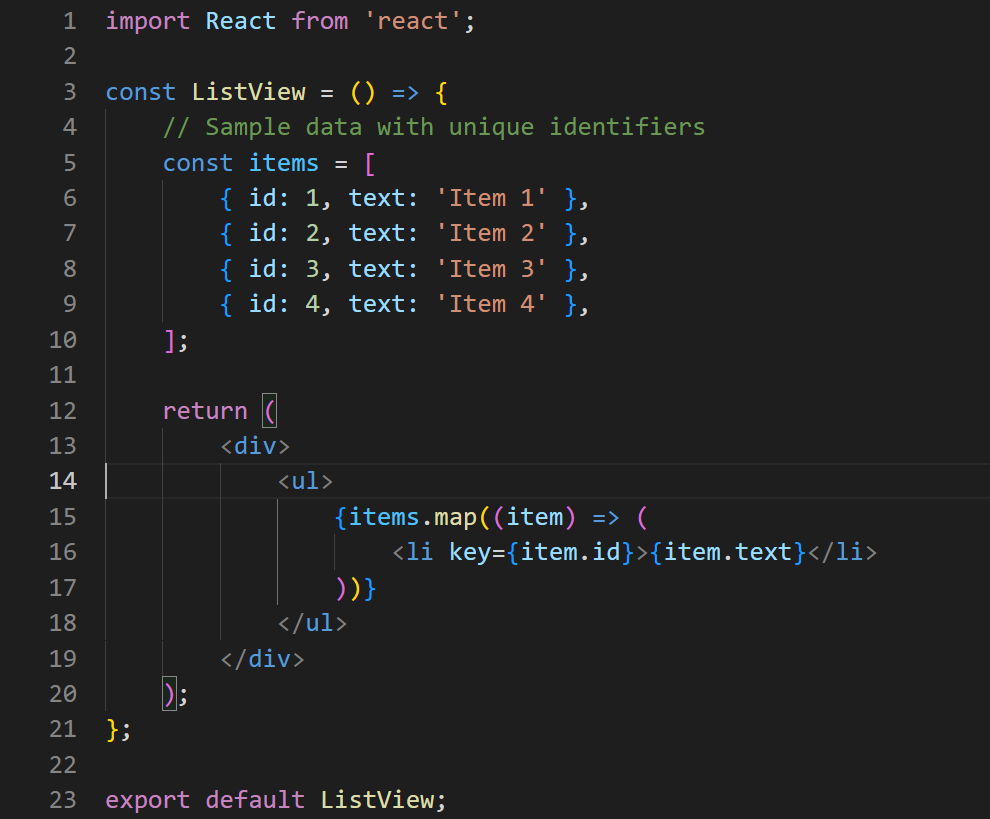 1 import React from 'react';
2
3 const ListView = () => {
4     // Sample data with unique identifiers
5     const items = [
6         { id: 1, text: 'Item 1' },
7         { id: 2, text: 'Item 2' },
8         { id: 3, text: 'Item 3' },
9         { id: 4, text: 'Item 4' },
10     ];
11
12     return (
13         <div>
14             <ul>
15                 {items.map((item) => (
16                     <li key={item.id}>{item.text}</li>
17                 ))}
18             </ul>
19         </div>
20     );
21 };
22
23 export default ListView;